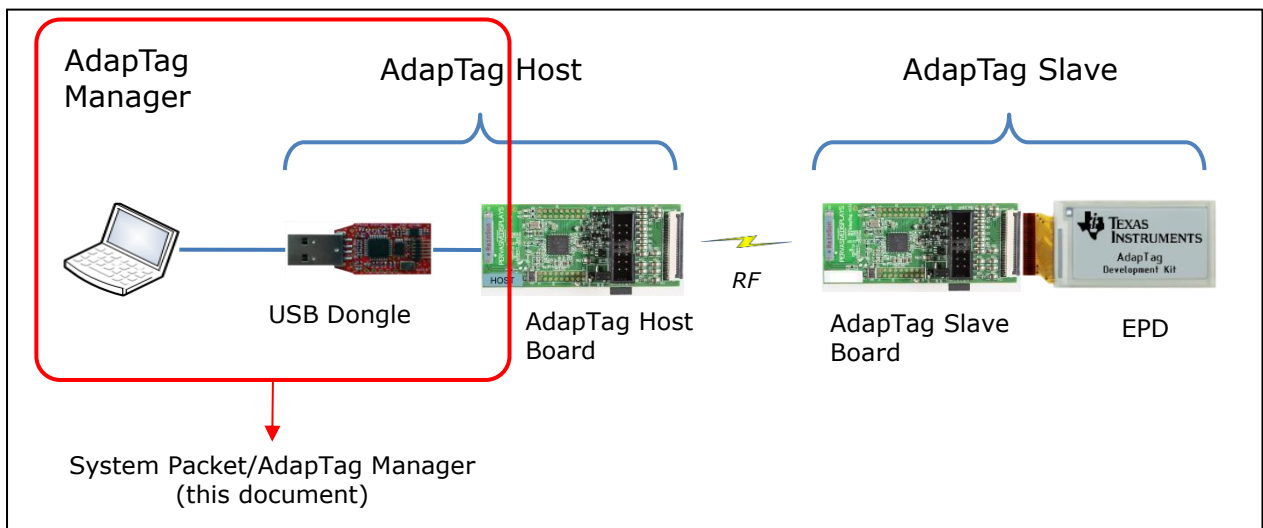 AdapTag
Manager
AdapTag Host
AdapTag Slave
HOST
USB Dongle
AdapTag Host
Board
RF
AdapTag Slave
Board
TEXAS
INSTRUMENTS
AdapTag
Development Kit
EPD
System Packet/AdapTag Manager
(this document)